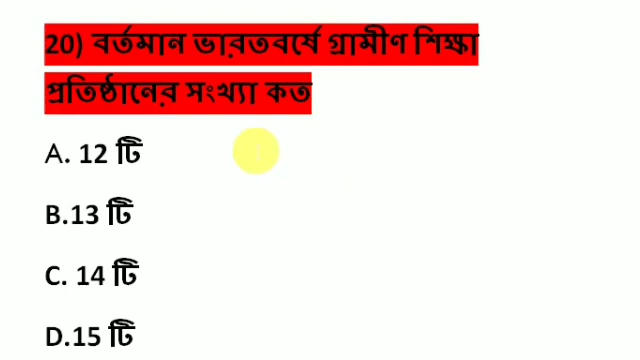 20) বর্তমান ভারতবর্ষে গ্রামীণ শিক্ষা
প্রতিষ্ঠানের সংখ্যা কত
A. 12 টি
B.13 টি
C. 14 টি
D.15 টি